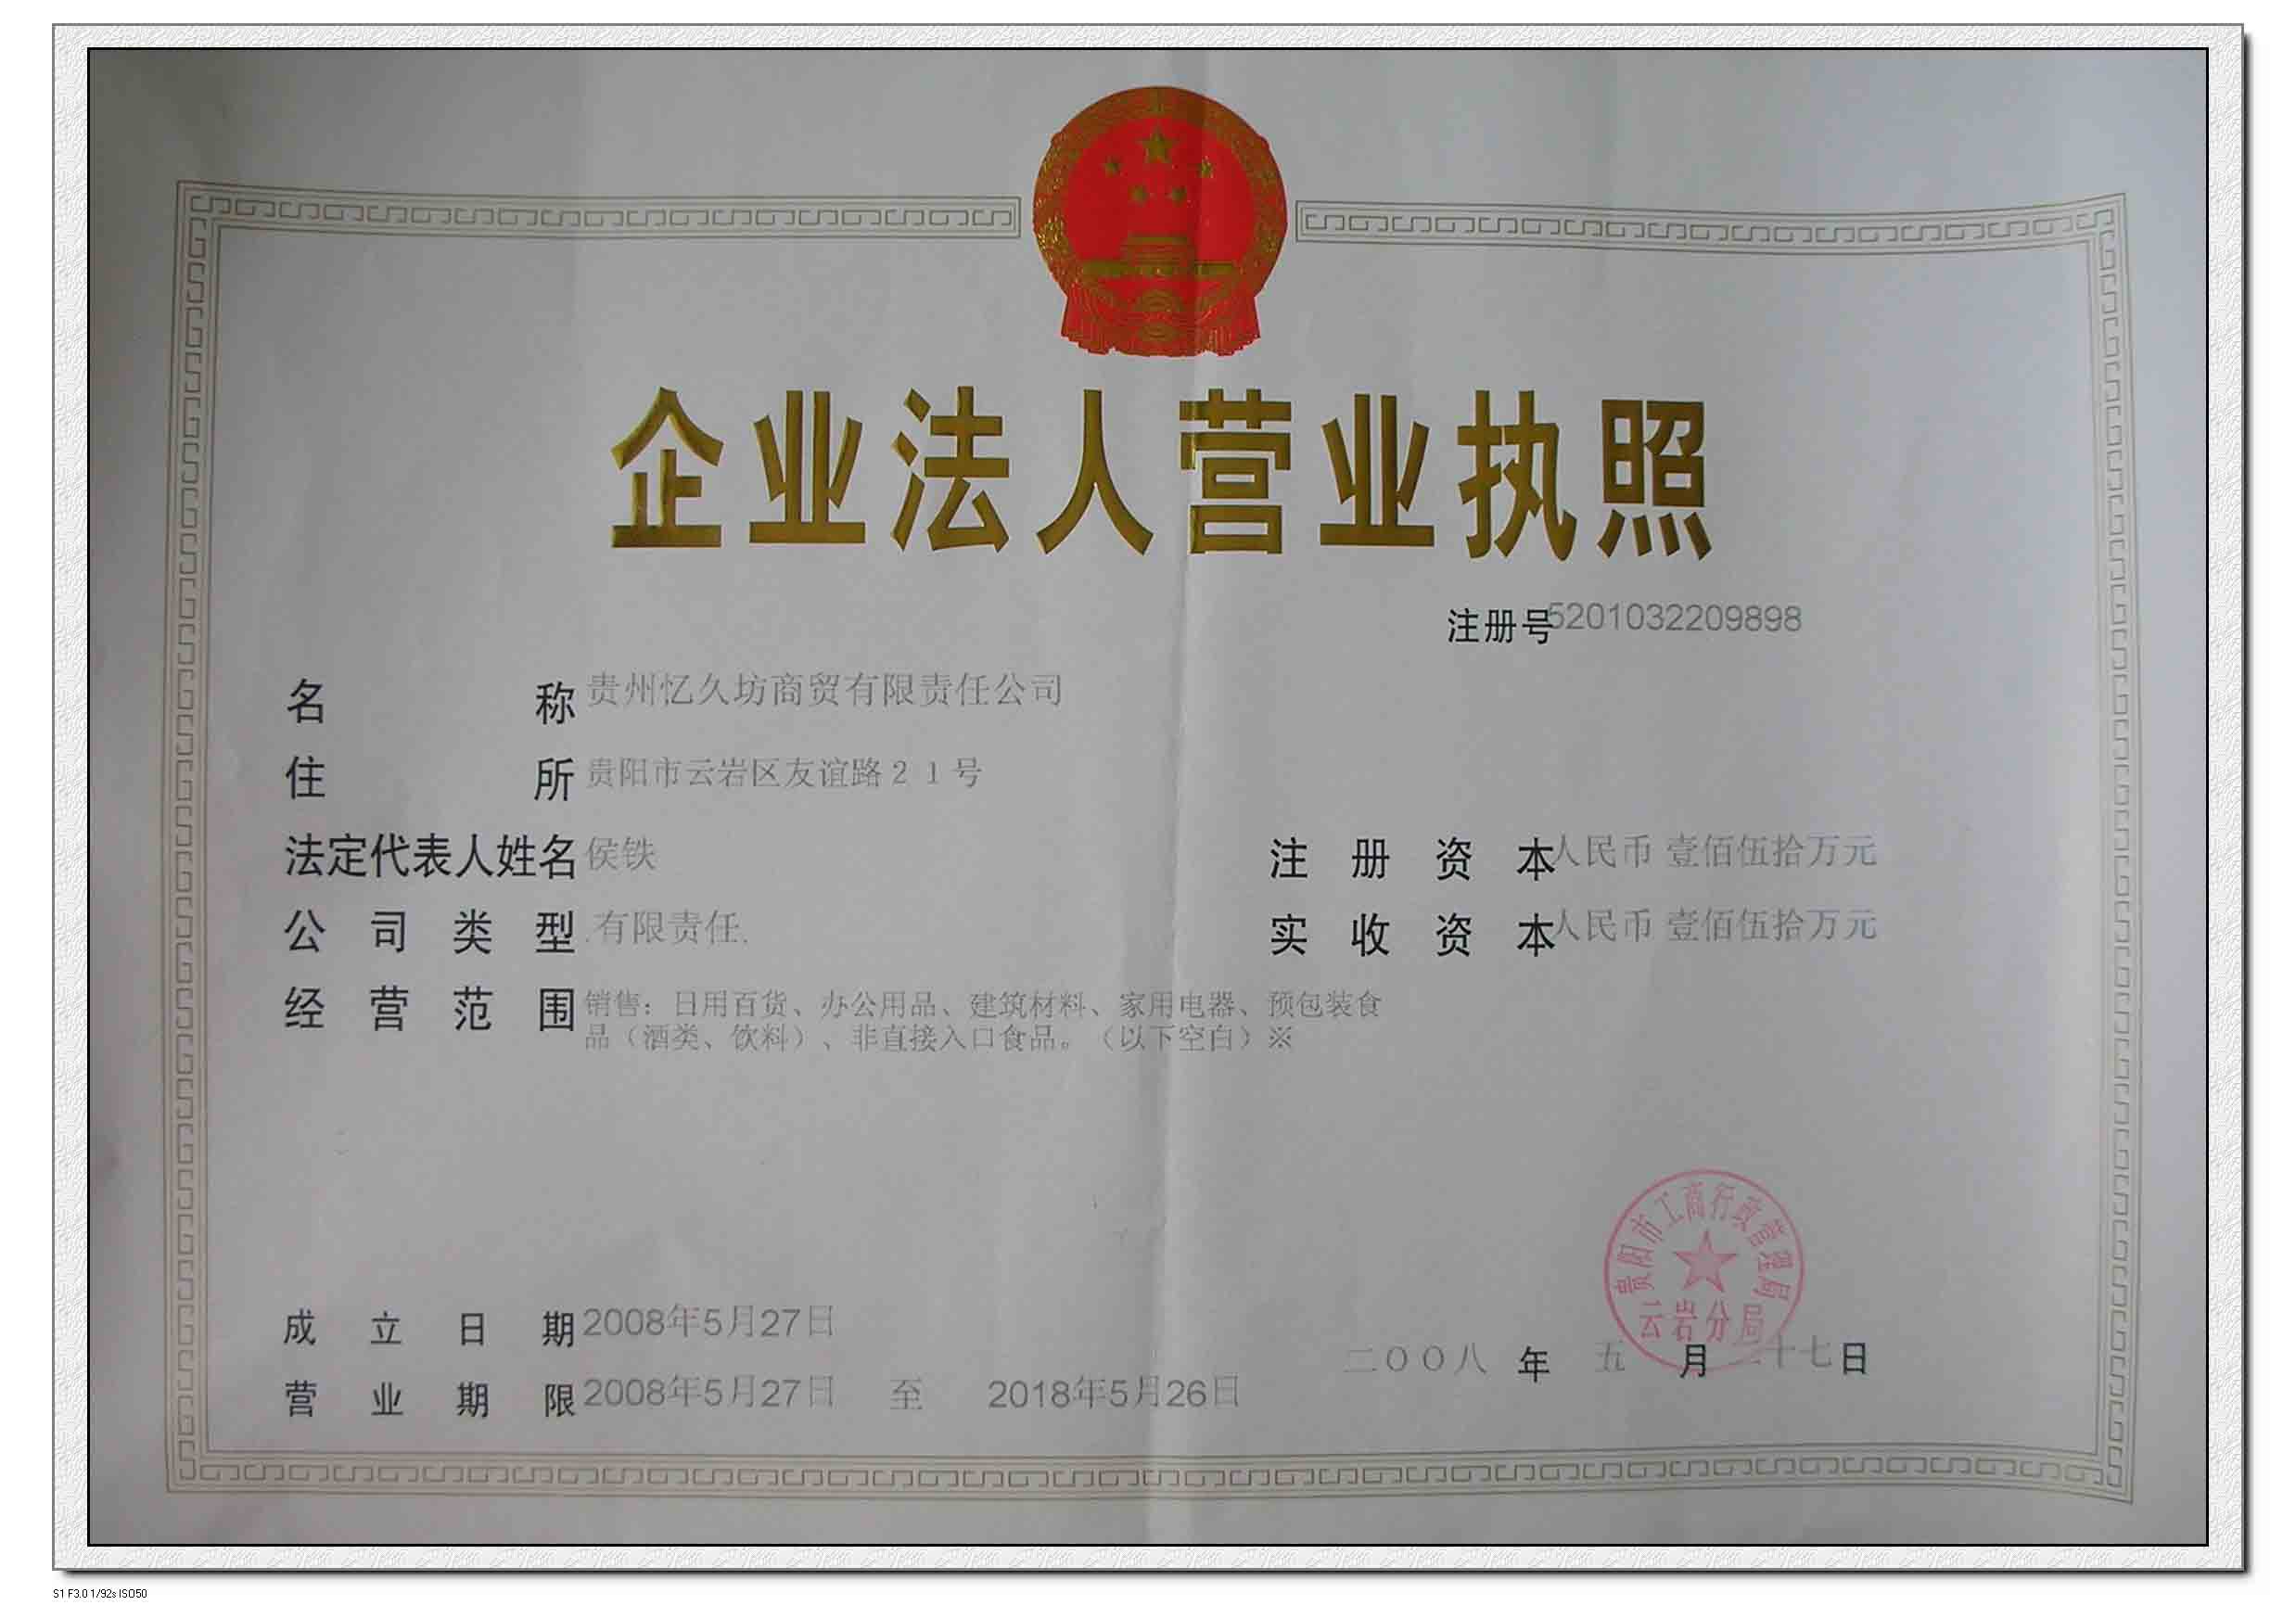 企业法人营业执照
注册号5201032209898
名 称 贵州忆久坊商贸有限责任公司
住 所 贵阳市云岩区友谊路21号
法定代表人姓名 侯铁 注册资本 人民币 壹佰伍拾万元
公司类型 .有限责任. 实收资本 人民币 壹佰伍拾万元
经营范围 销售：日用百货、办公用品、建筑材料、家用电器、预包装食
品（酒类、饮料）、非直接入口食品。（以下空白）※
贵阳市工商行政管理局
云岩分局
成立日期 2008年5月27日
二〇〇八 年 五 月 二十七日
营业期限 2008年5月27日 至 2018年5月26日
S1 F3.0 1/92s ISO50